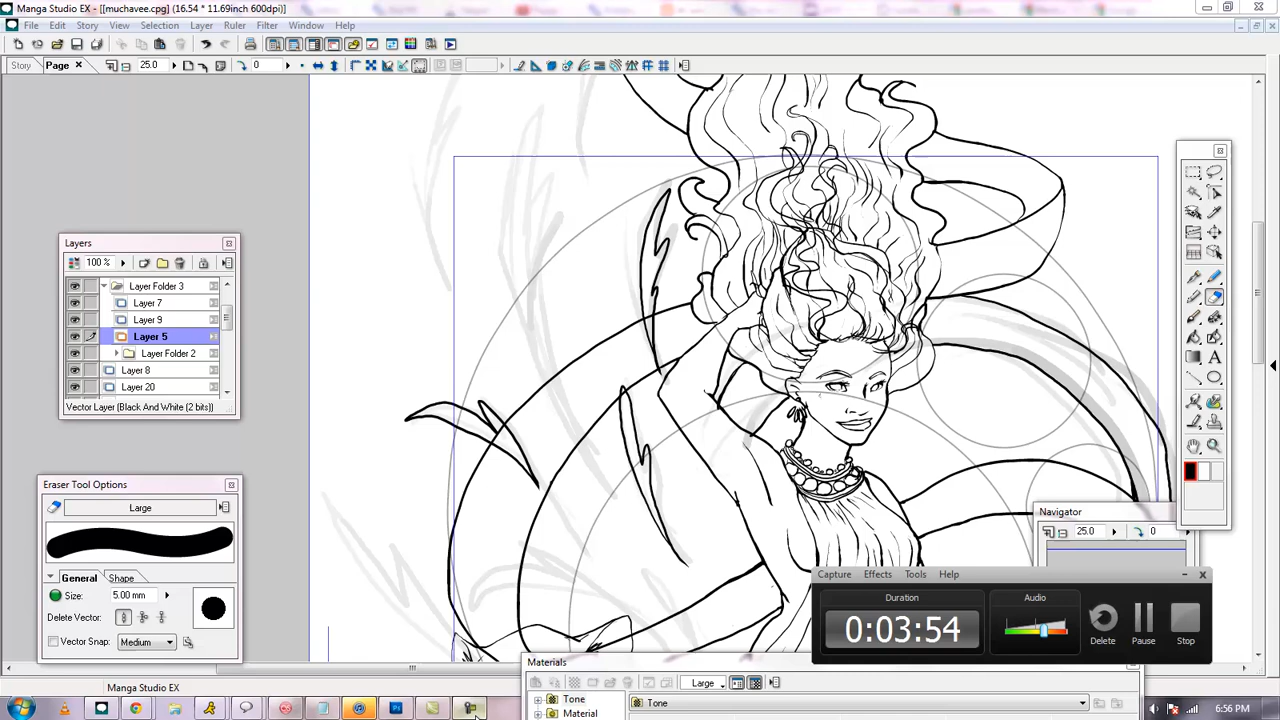 Manga Studio EX - [[muchavee.cpg] (16.54 * 11.69inch 600dpi)]
File Edit Story View Selection Layer Ruler Filter Window Help
Story Page 25.0 0
Layers
100 %
Layer Folder 3
Layer 7
Layer 9
Layer 5
Layer Folder 2
Layer 8
Layer 20
Vector Layer (Black And White (2 bits))
Eraser Tool Options
Large
General Shape
Size: 5.00 mm
Delete Vector:
Vector Snap: Medium
Navigator
25.0 0
Capture Effects Tools Help
Duration Audio
0:03:54
Delete Pause Stop
Materials
Large
Tone Tone
Material
Manga Studio EX
Ps
6:56 PM